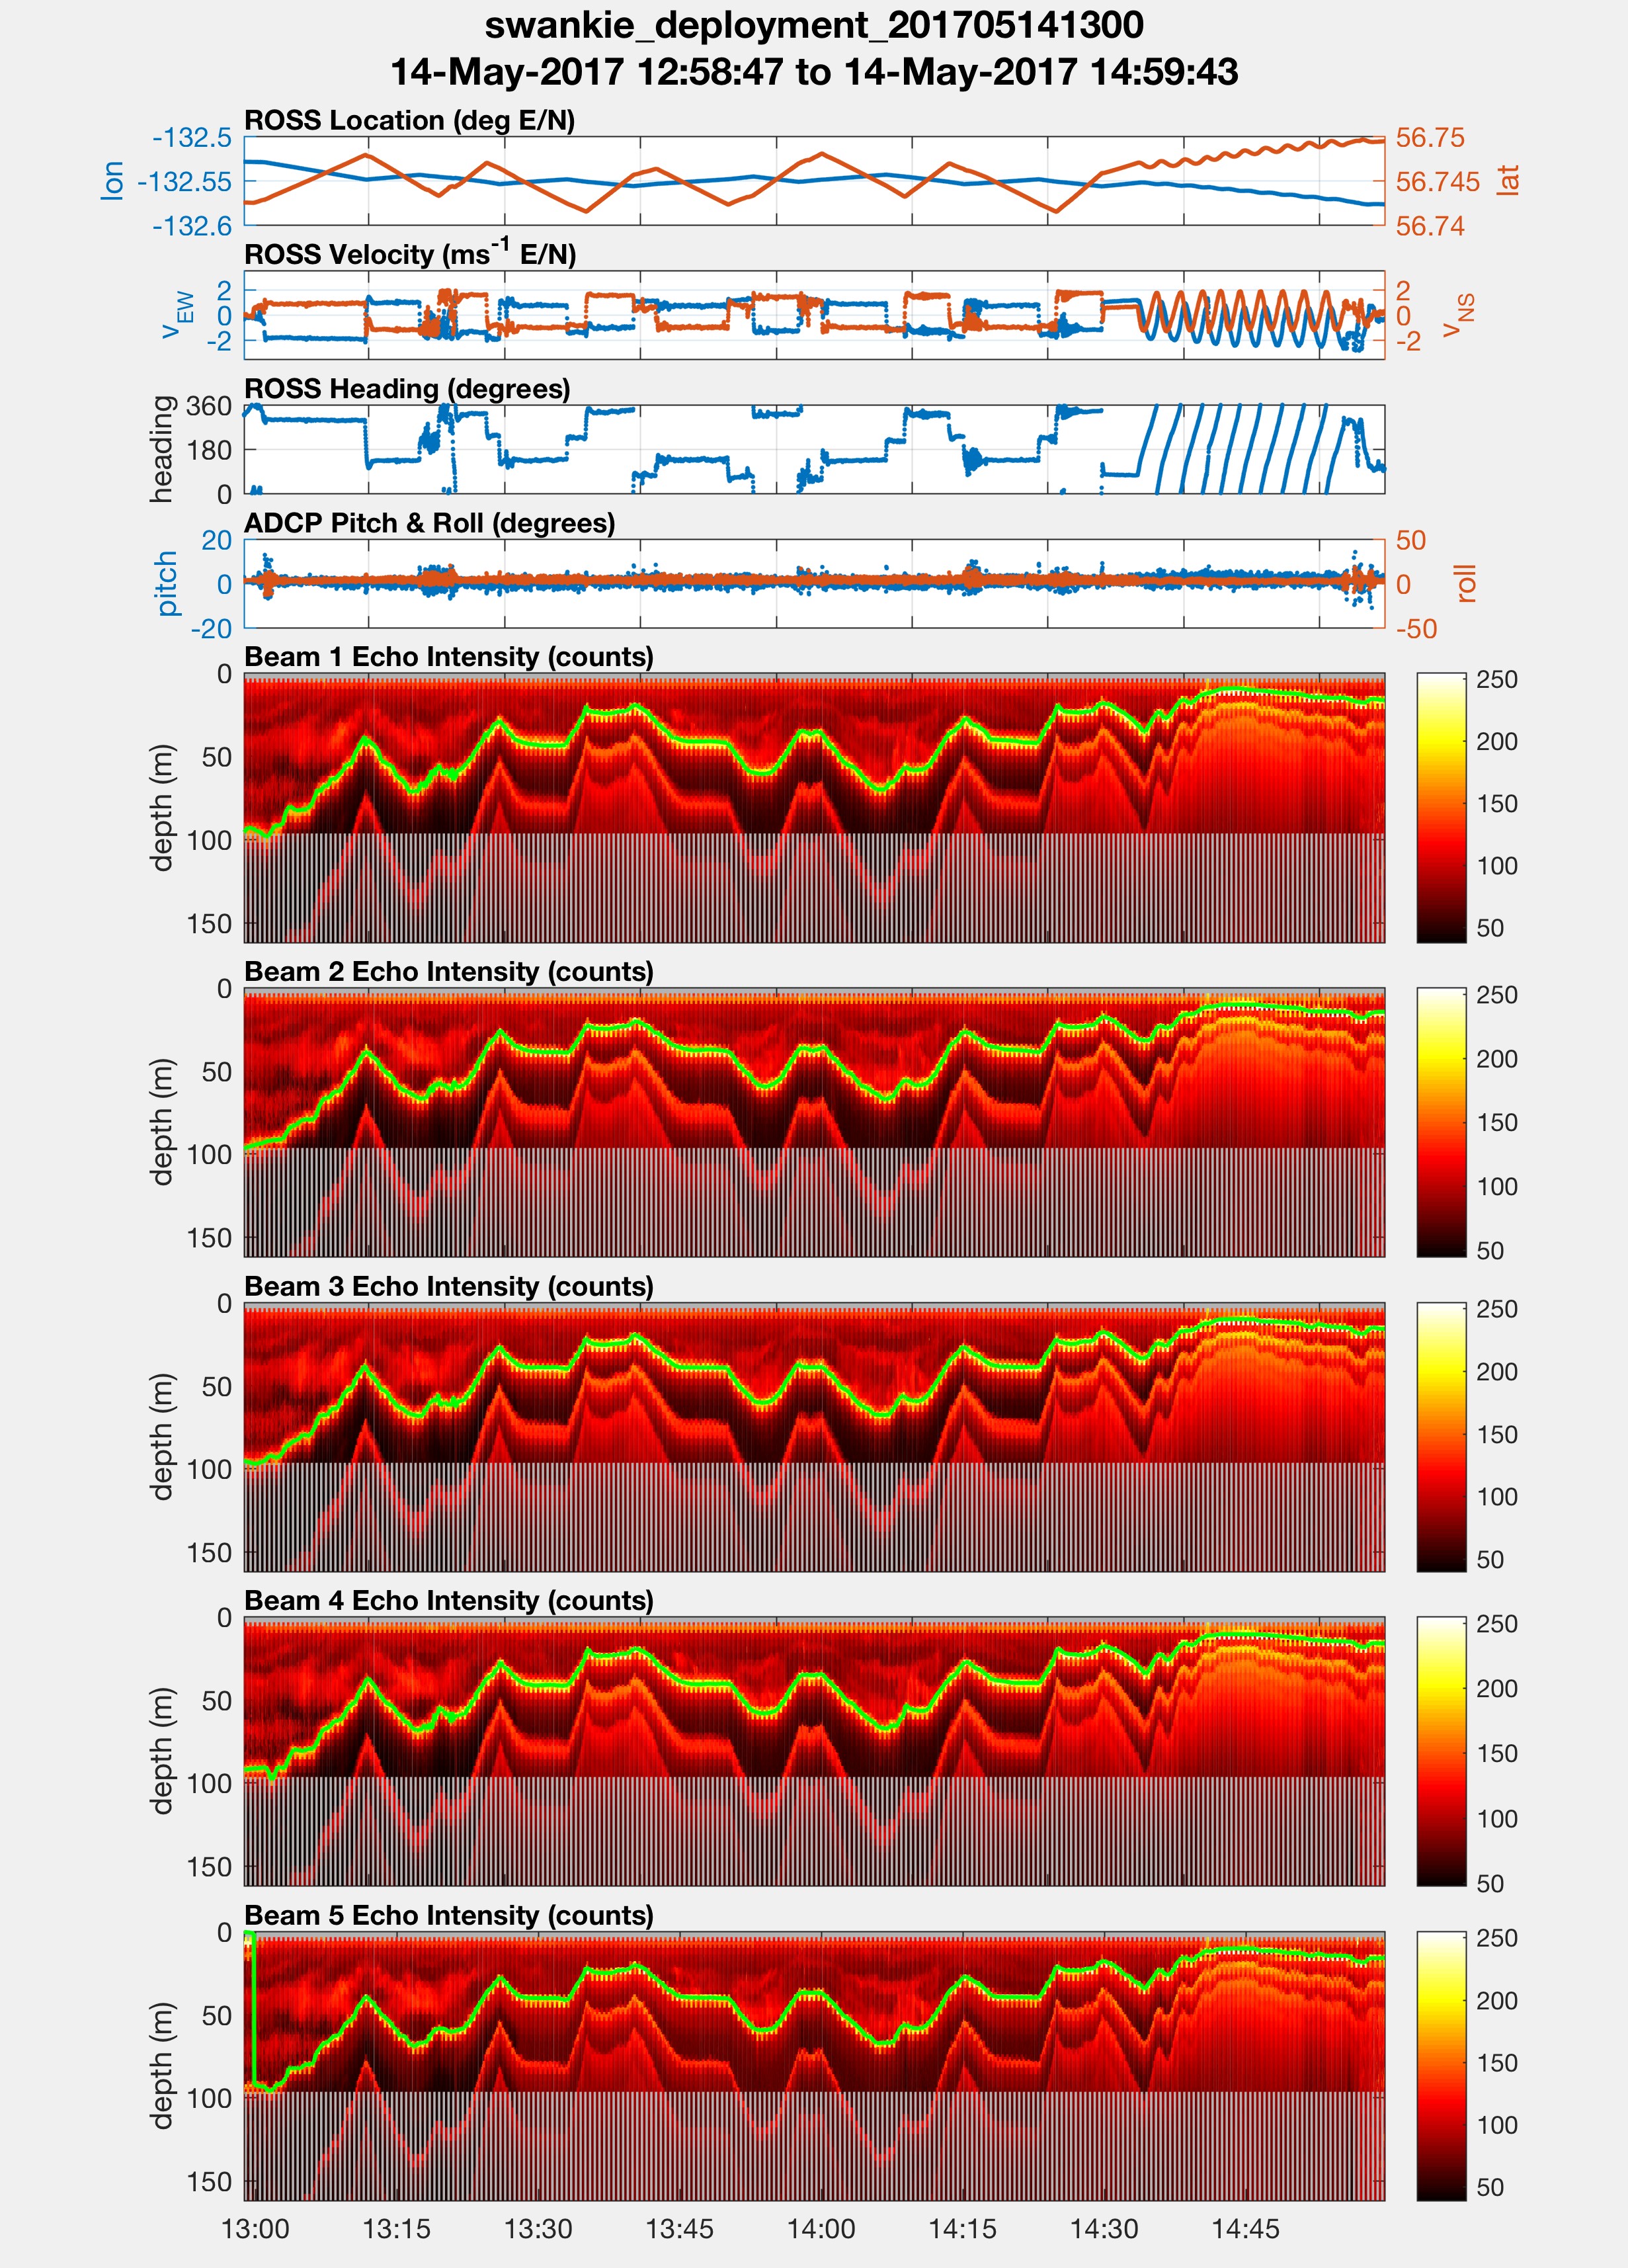 swankie_deployment_201705141300
14-May-2017 12:58:47 to 14-May-2017 14:59:43
ROSS Location (deg E/N)
lon
-132.5
-132.55
-132.6
56.75
56.745
56.74
lat
ROSS Velocity (ms-1 E/N)
vEW
2
0
-2
2
0
-2
vNS
ROSS Heading (degrees)
heading
360
180
0
ADCP Pitch & Roll (degrees)
pitch
20
0
-20
50
0
-50
roll
Beam 1 Echo Intensity (counts)
depth (m)
0
50
100
150
250
200
150
100
50
Beam 2 Echo Intensity (counts)
depth (m)
0
50
100
150
250
200
150
100
50
Beam 3 Echo Intensity (counts)
depth (m)
0
50
100
150
250
200
150
100
50
Beam 4 Echo Intensity (counts)
depth (m)
0
50
100
150
250
200
150
100
50
Beam 5 Echo Intensity (counts)
depth (m)
0
50
100
150
250
200
150
100
50
13:00 13:15 13:30 13:45 14:00 14:15 14:30 14:45